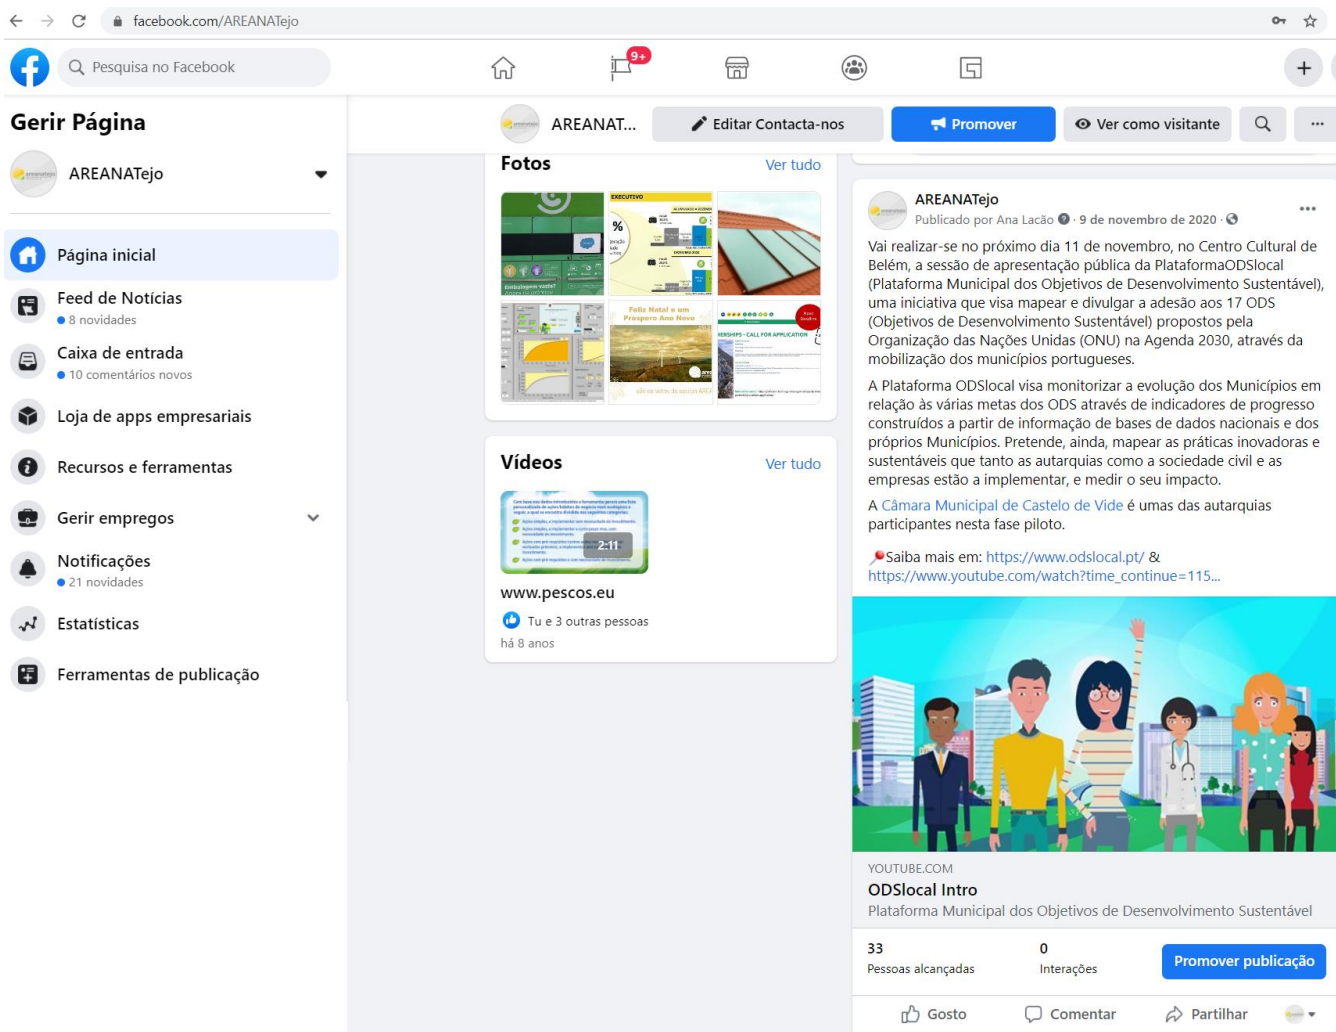 facebook.com/AREANATejo
Pesquisa no Facebook
9+
Gerir Página
AREANATejo
Página inicial
Feed de Notícias
8 novidades
Caixa de entrada
10 comentários novos
Loja de apps empresariais
Recursos e ferramentas
Gerir empregos
Notificações
21 novidades
Estatísticas
Ferramentas de publicação
AREANAT...
Editar Contacta-nos
Promover
Ver como visitante
Fotos
Ver tudo
EXECUTIVO
%
Feliz Natal e um
Próspero Ano Novo
ERSHIPS - CALL FOR APPLICATION
Vídeos
Ver tudo
2:11
www.pescos.eu
Tu e 3 outras pessoas
há 8 anos
AREANATejo
Publicado por Ana Lacão · 9 de novembro de 2020 ·
Vai realizar-se no próximo dia 11 de novembro, no Centro Cultural de
Belém, a sessão de apresentação pública da PlataformaODSlocal
(Plataforma Municipal dos Objetivos de Desenvolvimento Sustentável),
uma iniciativa que visa mapear e divulgar a adesão aos 17 ODS
(Objetivos de Desenvolvimento Sustentável) propostos pela
Organização das Nações Unidas (ONU) na Agenda 2030, através da
mobilização dos municípios portugueses.
A Plataforma ODSlocal visa monitorizar a evolução dos Municípios em
relação às várias metas dos ODS através de indicadores de progresso
construídos a partir de informação de bases de dados nacionais e dos
próprios Municípios. Pretende, ainda, mapear as práticas inovadoras e
sustentáveis que tanto as autarquias como a sociedade civil e as
empresas estão a implementar, e medir o seu impacto.
A Câmara Municipal de Castelo de Vide é umas das autarquias
participantes nesta fase piloto.
Saiba mais em: https://www.odslocal.pt/ &
https://www.youtube.com/watch?time_continue=115...
YOUTUBE.COM
ODSlocal Intro
Plataforma Municipal dos Objetivos de Desenvolvimento Sustentável
33
Pessoas alcançadas
0
Interações
Promover publicação
Gosto
Comentar
Partilhar